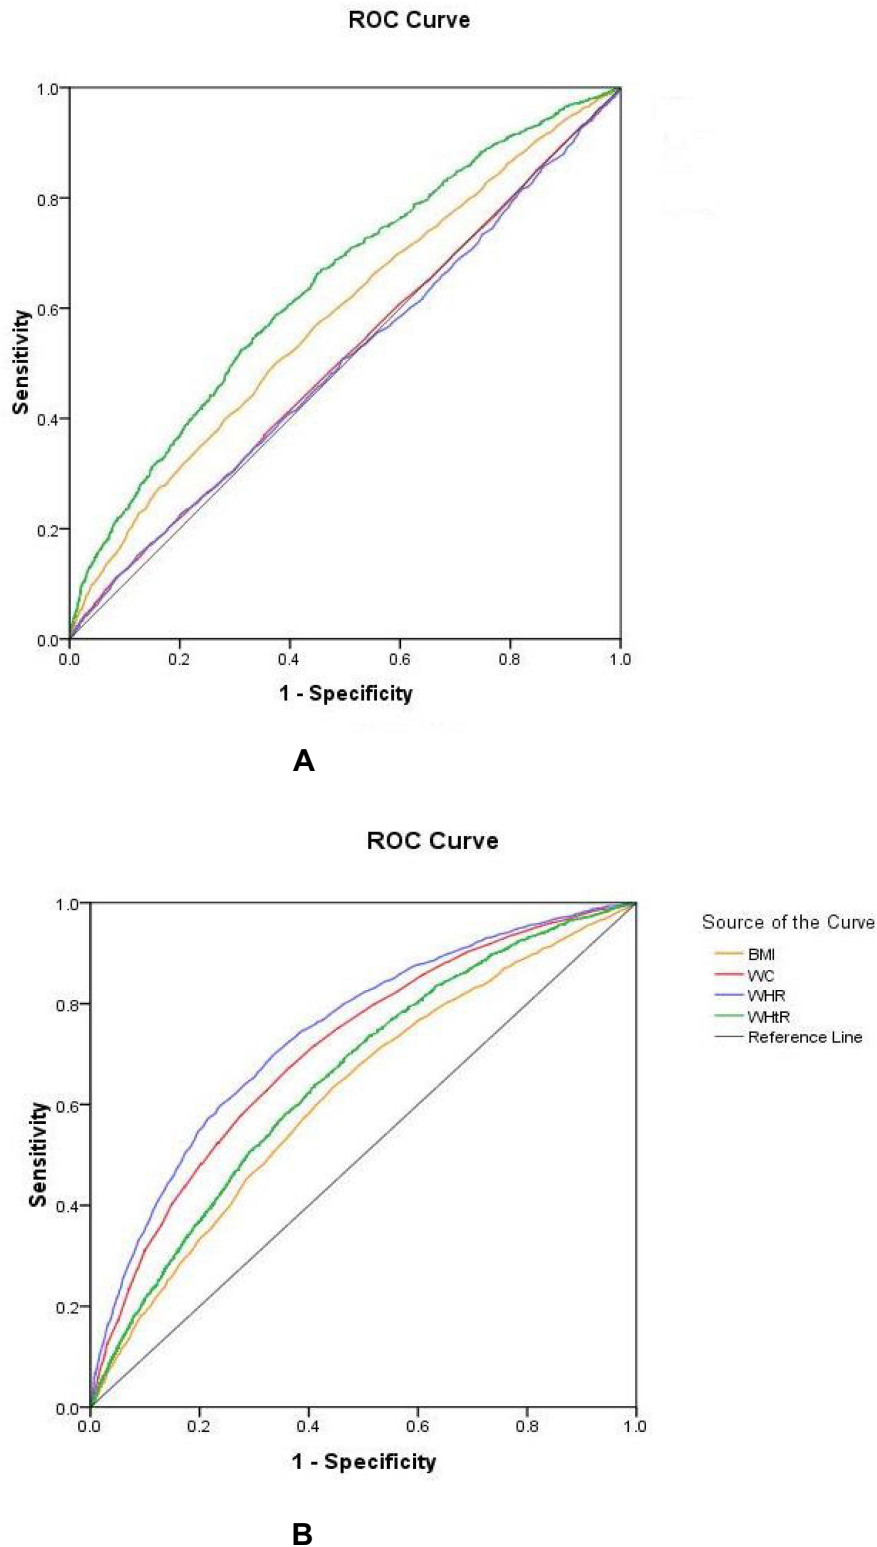 ROC Curve
1.0
0.8
0.6
0.4
0.2
0.0
Sensitivity
0.0 0.2 0.4 0.6 0.8 1.0
1 - Specificity
A
ROC Curve
1.0
0.8
0.6
0.4
0.2
0.0
Sensitivity
0.0 0.2 0.4 0.6 0.8 1.0
1 - Specificity
Source of the Curve
BMI
WC
WHR
WHtR
Reference Line
B